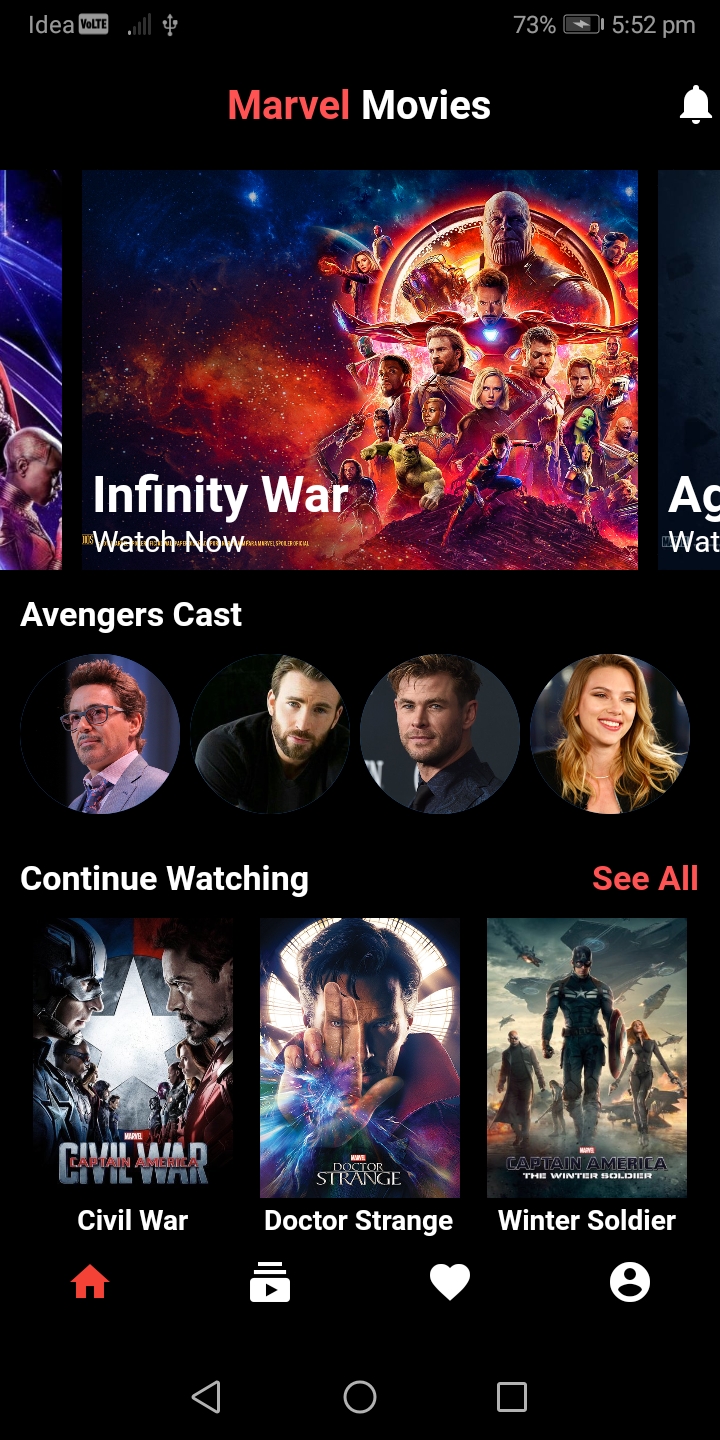 Idea VoLTE 73% 5:52 pm
Marvel Movies
Infinity War
Watch Now
Ag
Wat
Avengers Cast
Continue Watching
See All
MARVEL
CIVIL WAR
CAPTAIN AMERICA
MARVEL
DOCTOR
STRANGE
MARVEL
CAPTAIN AMERICA
THE WINTER SOLDIER
Civil War
Doctor Strange
Winter Soldier